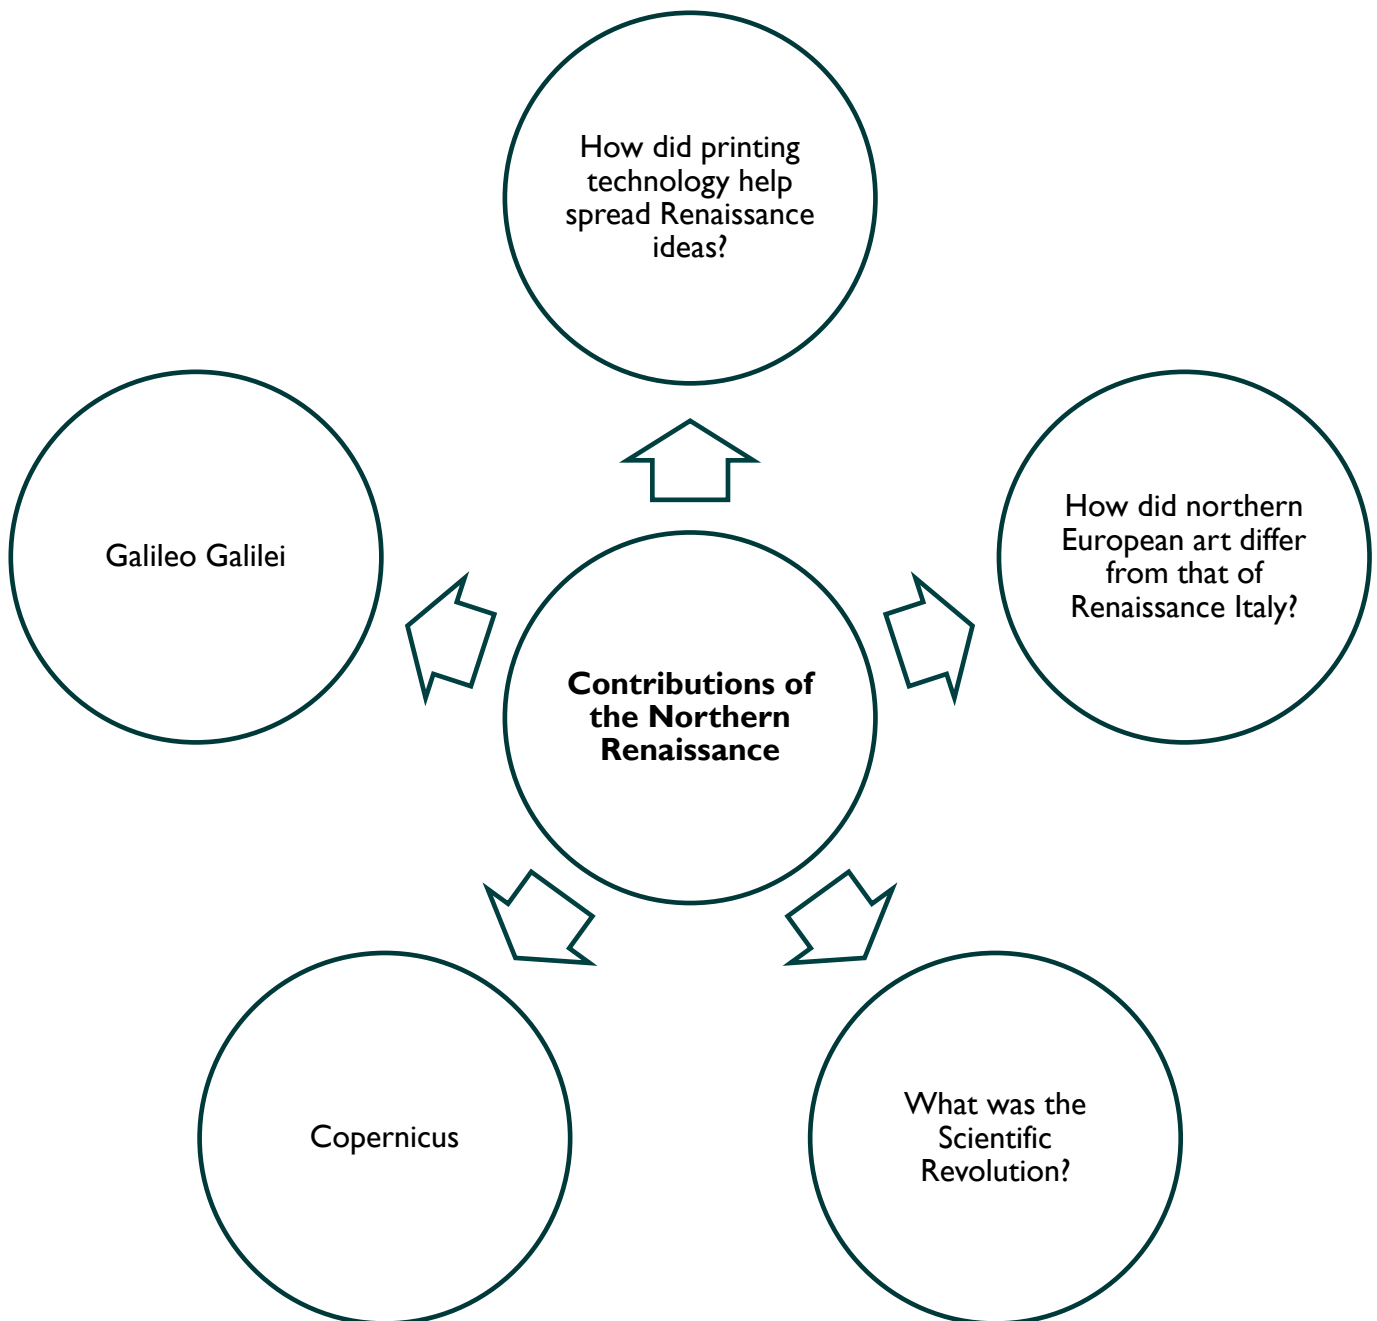 How did printing
technology help
spread Renaissance
ideas?
Galileo Galilei
How did northern
European art differ
from that of
Renaissance Italy?
Contributions of
the Northern
Renaissance
Copernicus
What was the
Scientific
Revolution?